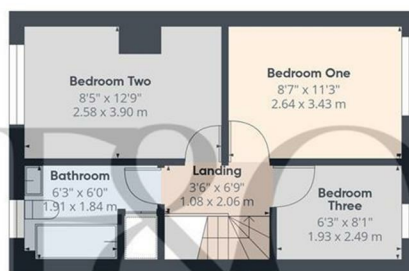 Bedroom Two
8'5" x 12'9"
2.58 x 3.90 m
Bedroom One
8'7" x 11'3"
2.64 x 3.43 m
Bathroom
6'3" x 6'0"
1.91 x 1.84 m
Landing
3'6" x 6'9"
1.08 x 2.06 m
Bedroom
Three
6'3" x 8'1"
1.93 x 2.49 m